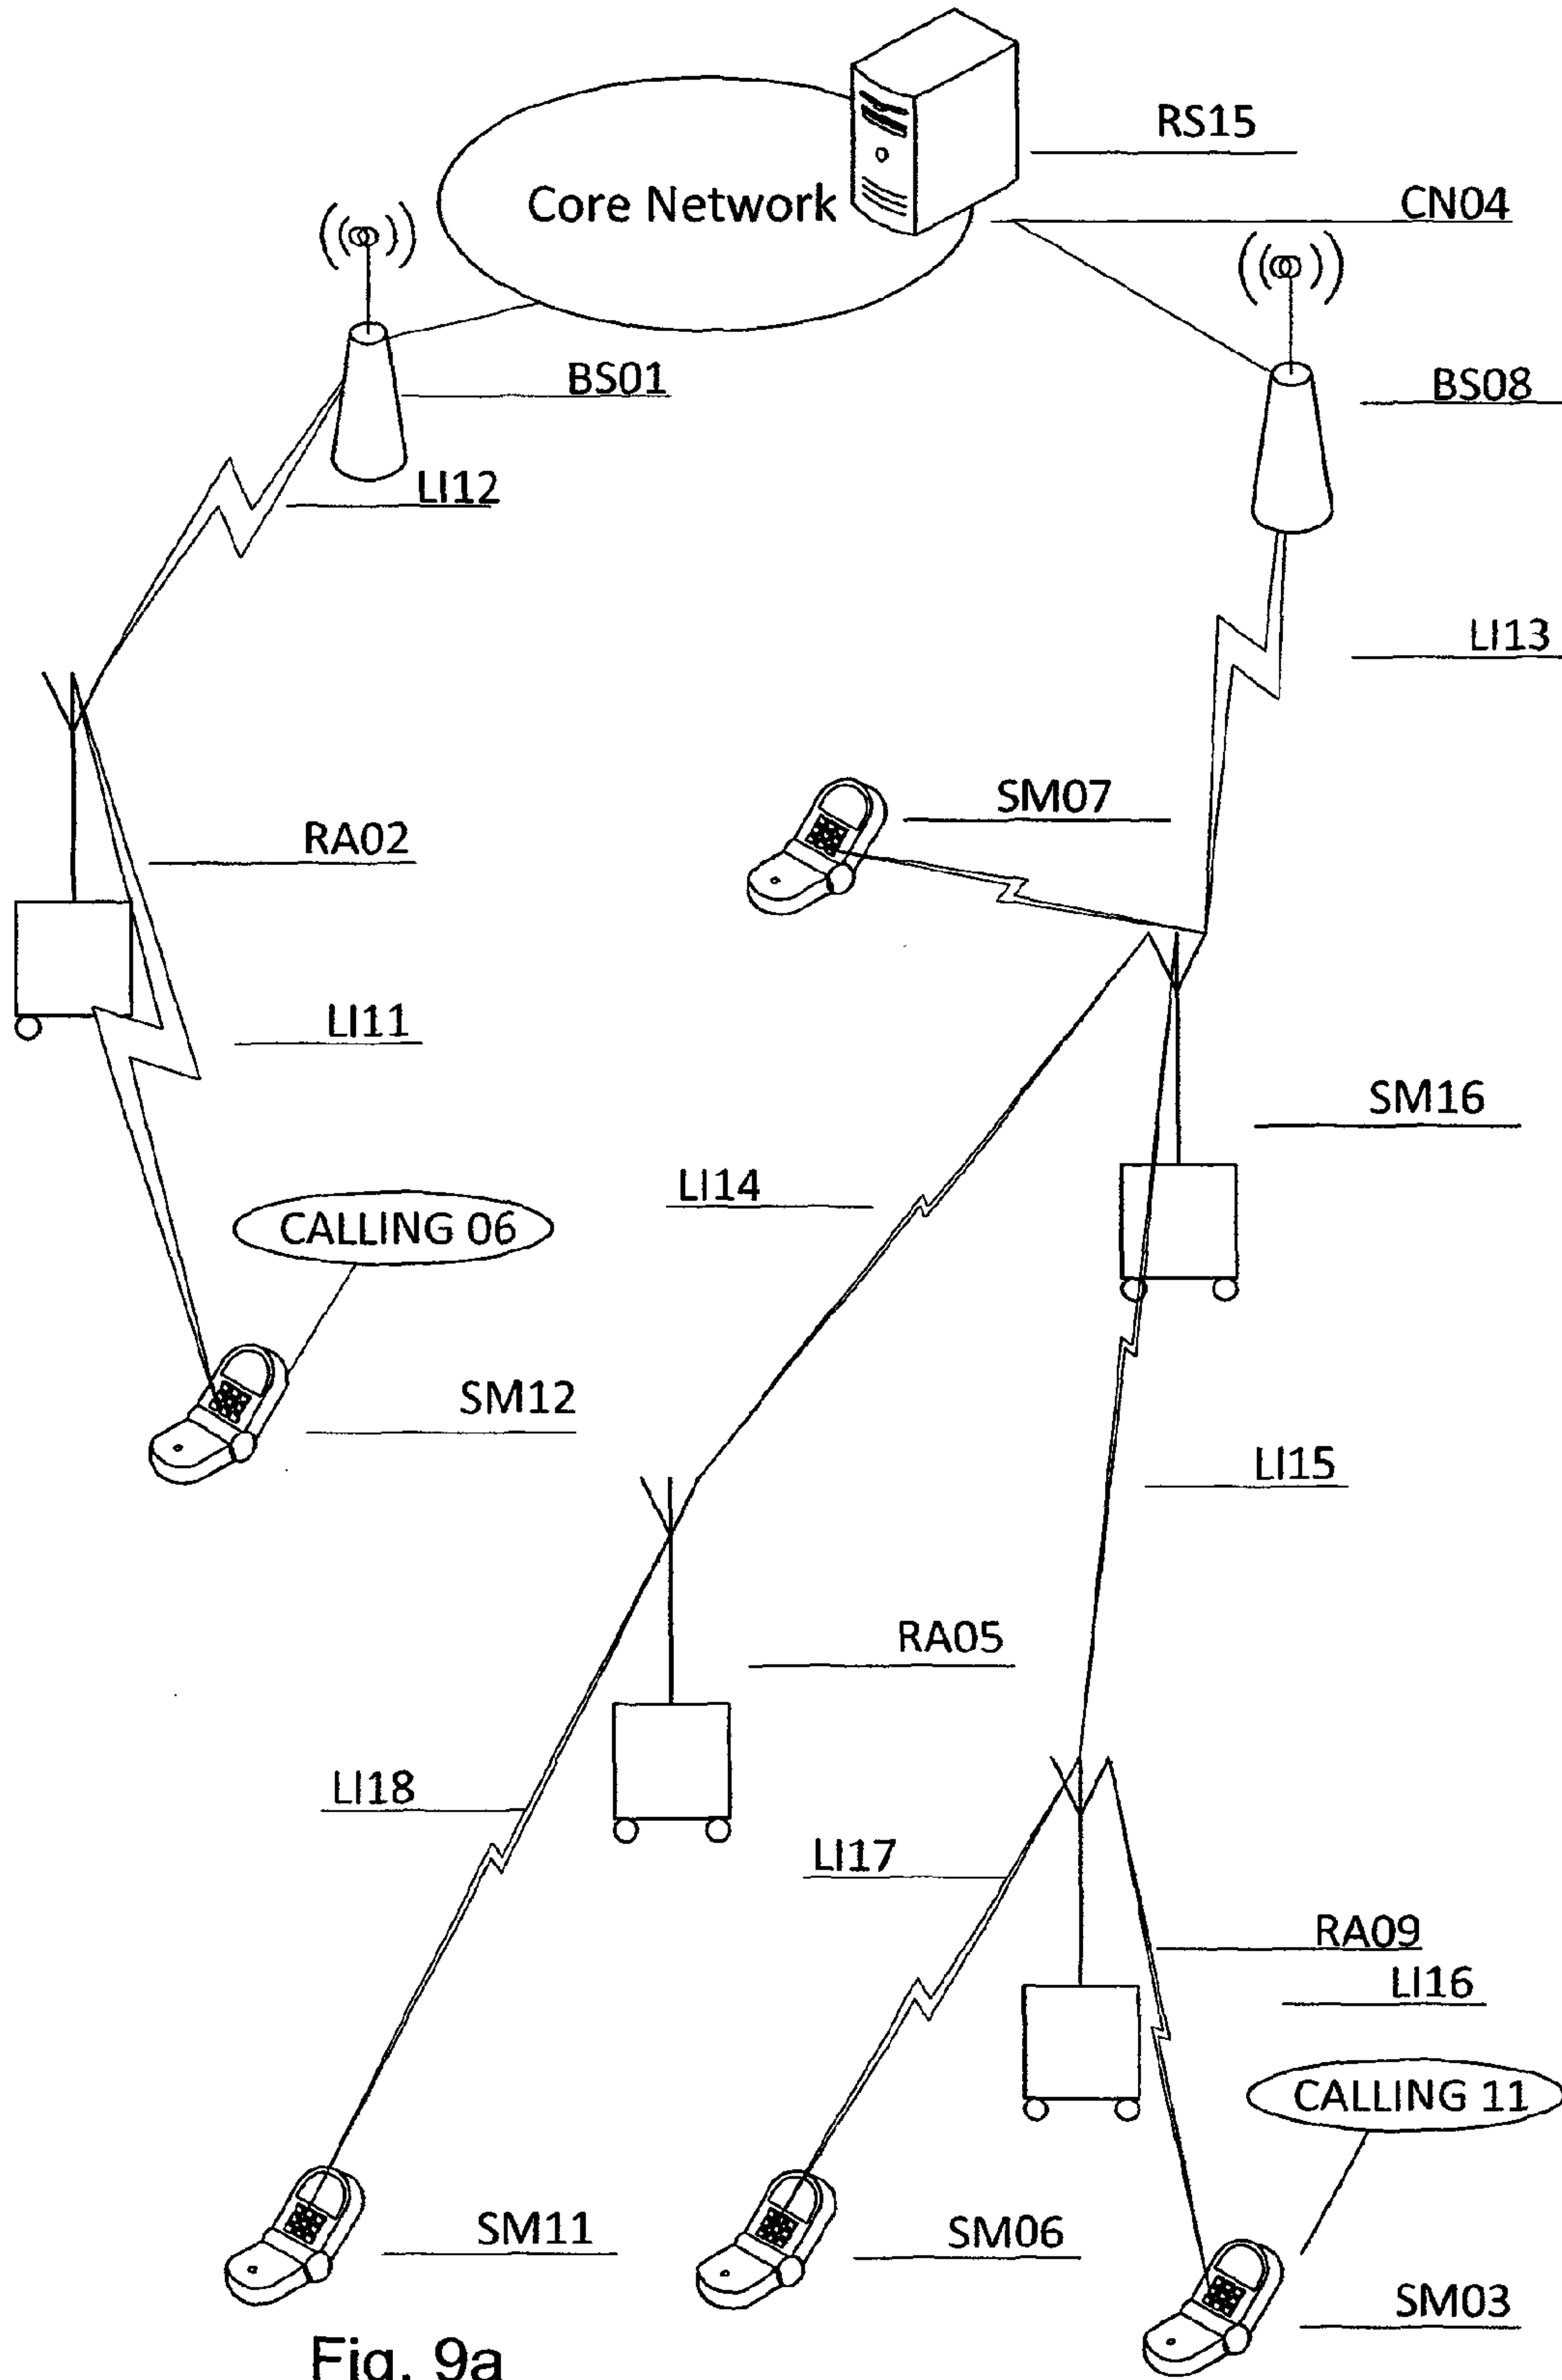 RS15
Core Network
CN04
BS01
BS08
LI12
LI13
SM07
RA02
LI11
SM16
LI14
CALLING 06
SM12
LI15
RA05
LI18
LI17
RA09
LI16
CALLING 11
SM11
SM06
SM03
Fig. 9a